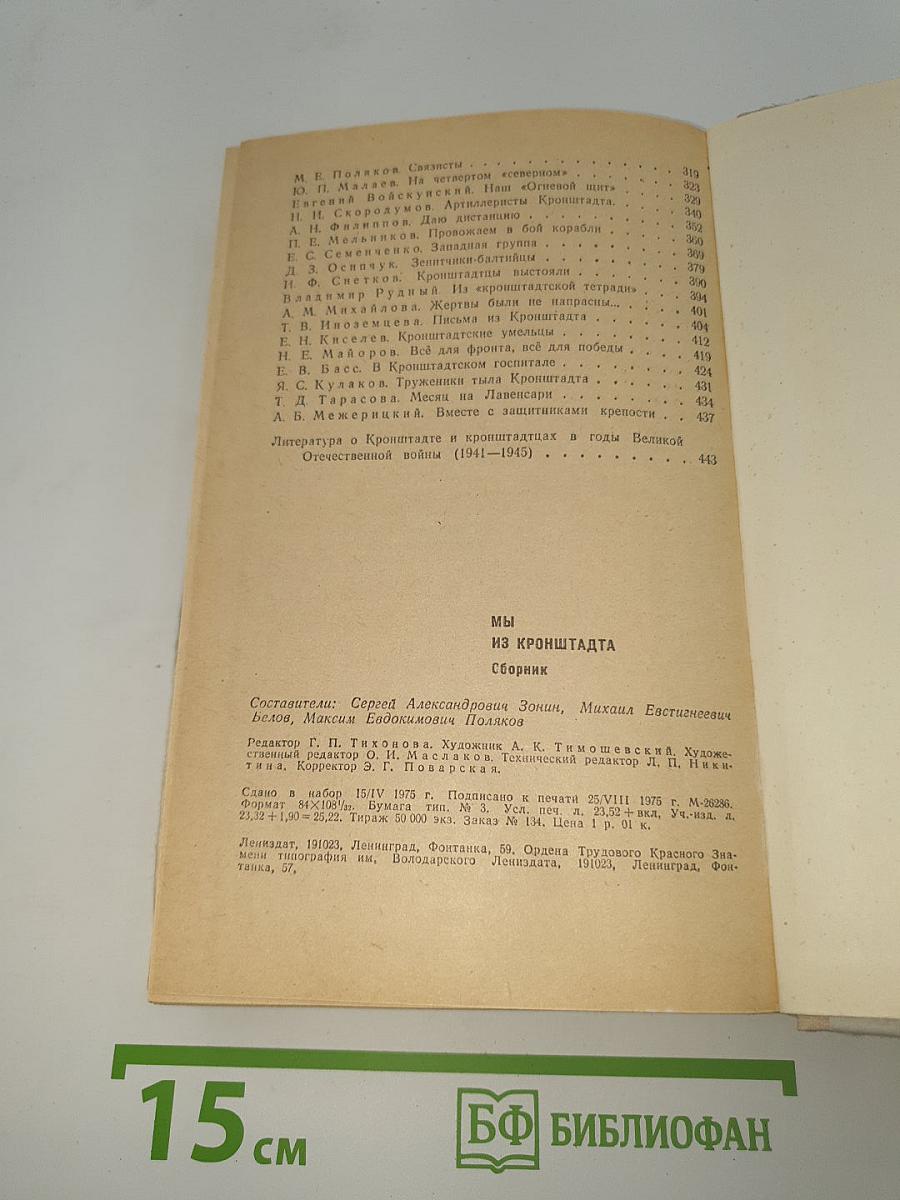 М. Е. Поляков. Связисты . . . . . . . . . . . . . . 319
Ю. П. Малаев. На четвертом «северном» . . . . . . . 323
Евгений Войскунский. Наш «Огневой щит» . . . . . 329
Н. И. Скородумов. Артиллеристы Кронштадта. . . . . 340
А. Н. Филиппов. Даю дистанцию . . . . . . . . . 352
П. Е. Мельников. Провожаем в бой корабли . . . . . 360
Е. С. Семенченко. Западная группа . . . . . . . . 369
Д. З. Осипчук. Зенитчики-балтийцы . . . . . . . . 379
И. Ф. Снетков. Кронштадтцы выстояли . . . . . . . 390
Владимир Рудный. Из «кронштадтской тетради» . . . 394
А. М. Михайлова. Жертвы были не напрасны... . . . . 401
Т. В. Иноземцева. Письма из Кронштадта . . . . . . 404
Е. Н. Киселев. Кронштадтские умельцы . . . . . . . 412
Н. Е. Майоров. Всё для фронта, всё для победы . . . . 419
Е. В. Басс. В Кронштадтском госпитале . . . . . . . 424
Я. С. Кулаков. Труженики тыла Кронштадта . . . . . . 431
Т. Д. Тарасова. Месяц на Лавенсари . . . . . . . . 434
А. Б. Межерицкий. Вместе с защитниками крепости . . 437
Литература о Кронштадте и кронштадтцах в годы Великой
Отечественной войны (1941—1945) . . . . . . . . . . 443
МЫ
ИЗ КРОНШТАДТА
Сборник
Составители: Сергей Александрович Зонин, Михаил Евстигнеевич
Белов, Максим Евдокимович Поляков
Редактор Г. П. Тихонова. Художник А. К. Тимошевский. Художе-
ственный редактор О. И. Маслаков. Технический редактор Л. П. Ники-
тина. Корректор Э. Г. Поварская.
Сдано в набор 15/IV 1975 г. Подписано к печати 25/VIII 1975 г. М-26286.
Формат 84×108¹/₃₂. Бумага тип. № 3. Усл. печ. л. 23,52 + вкл. Уч.-изд. л.
23,32 + 1,90 = 25,22. Тираж 50 000 экз. Заказ № 134. Цена 1 р. 01 к.
Лениздат, 191023, Ленинград, Фонтанка, 59. Ордена Трудового Красного Зна-
мени типография им. Володарского Лениздата, 191023, Ленинград, Фон-
танка, 57.
15 см
БФ БИБЛИОФАН